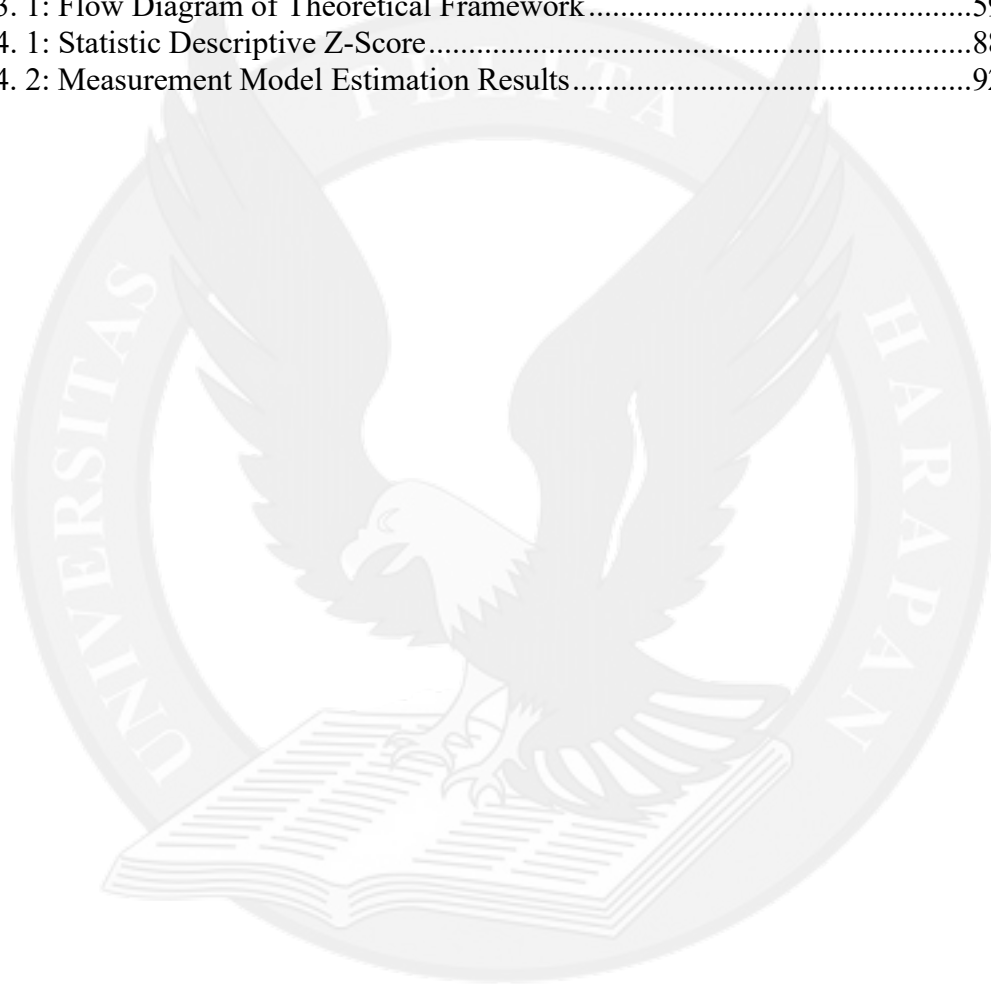 3. 1: Flow Diagram of Theoretical Framework
4. 1: Statistic Descriptive Z-Score
4. 2: Measurement Model Estimation Results
UNIVERSITAS PELITA HARAPAN